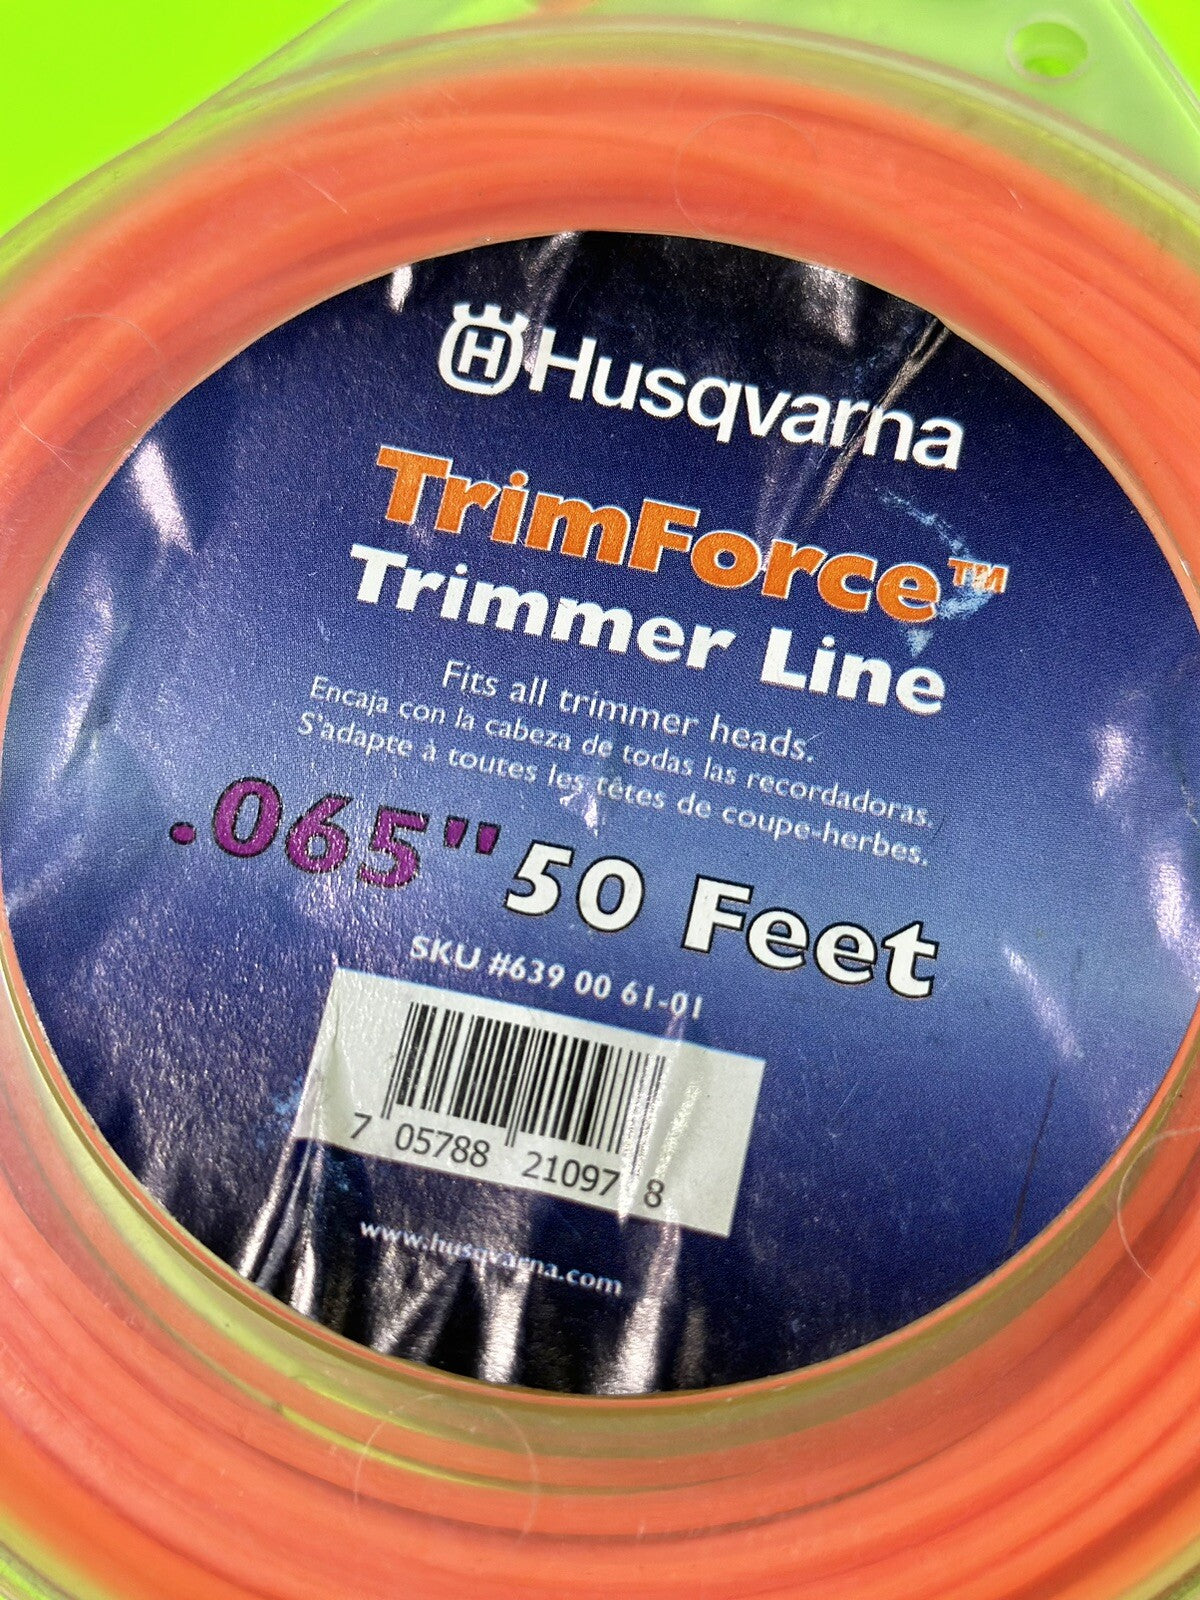 H Husqvarna
TrimForce™
Trimmer Line
Fits all trimmer heads.
Encaja con la cabeza de todas las recordadoras.
S'adapte à toutes les têtes de coupe-herbes.
.065" 50 Feet
SKU #639 00 61-01
7 05788 21097 8
www.husqvarna.com